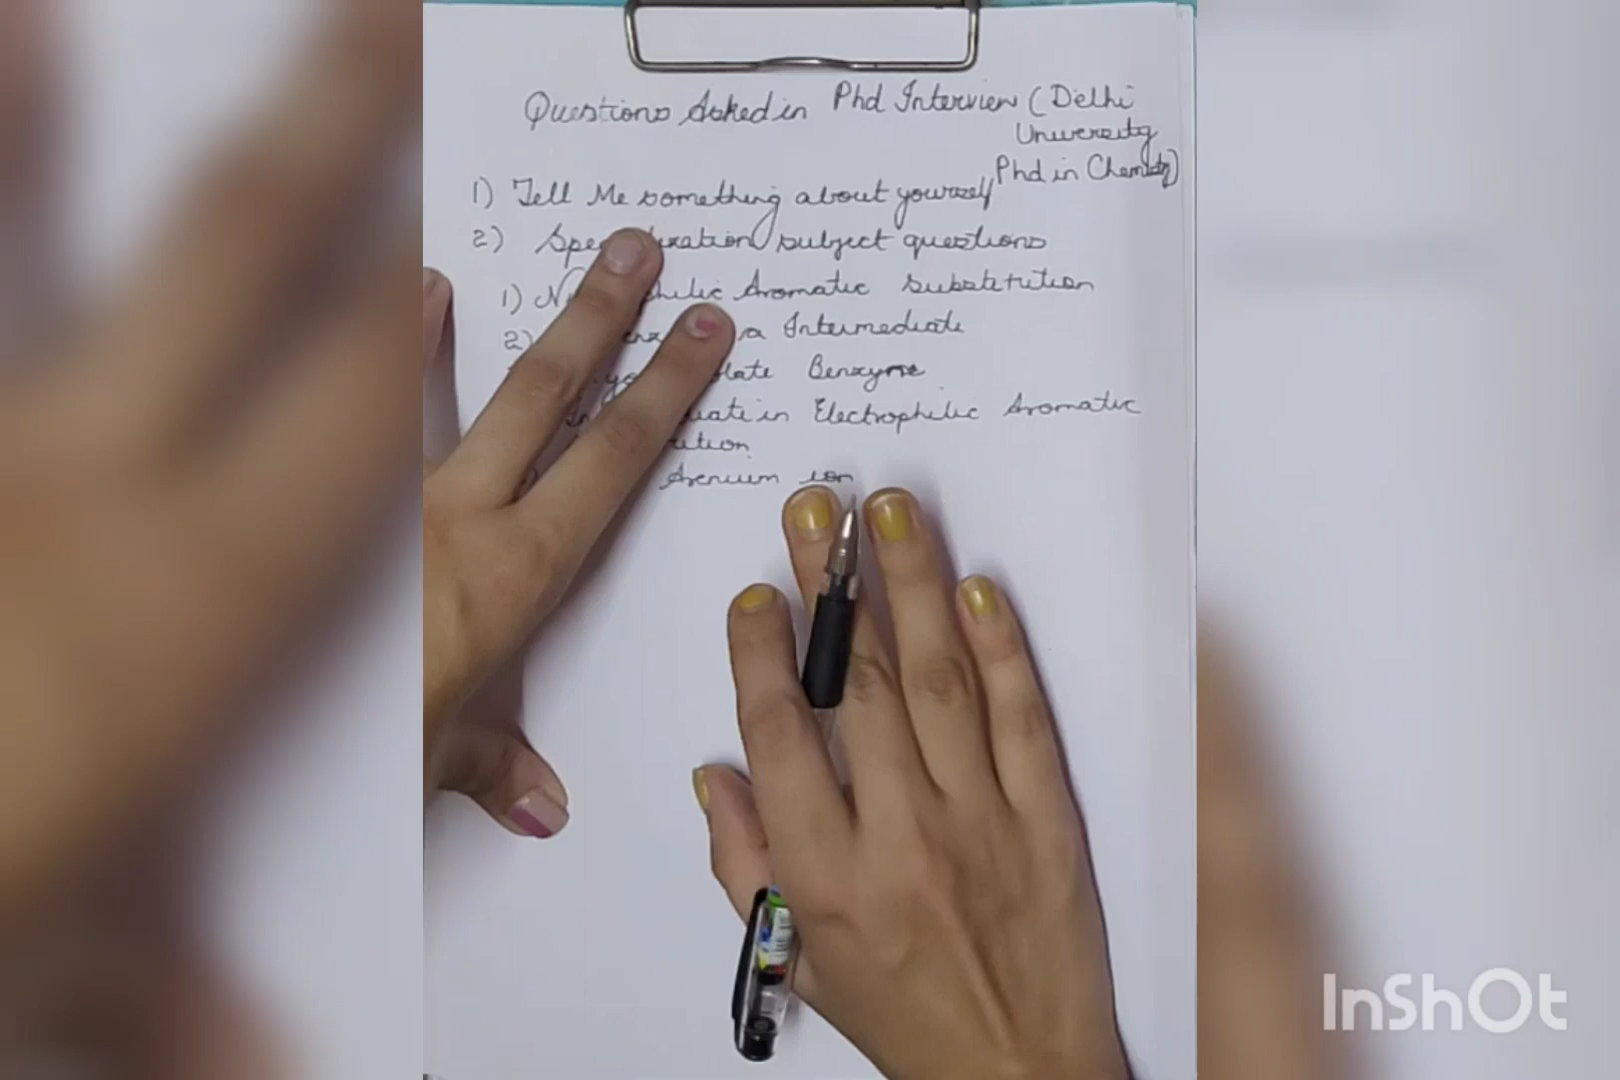 Questions Asked in Phd Interview (Delhi
University
Phd in Chemistry)
1) Tell Me something about yourself
2) subject questions
1) Aromatic Substitution
2) a Intermediate
Benzyne
in Electrophilic Aromatic
Arenium ion
InShOt